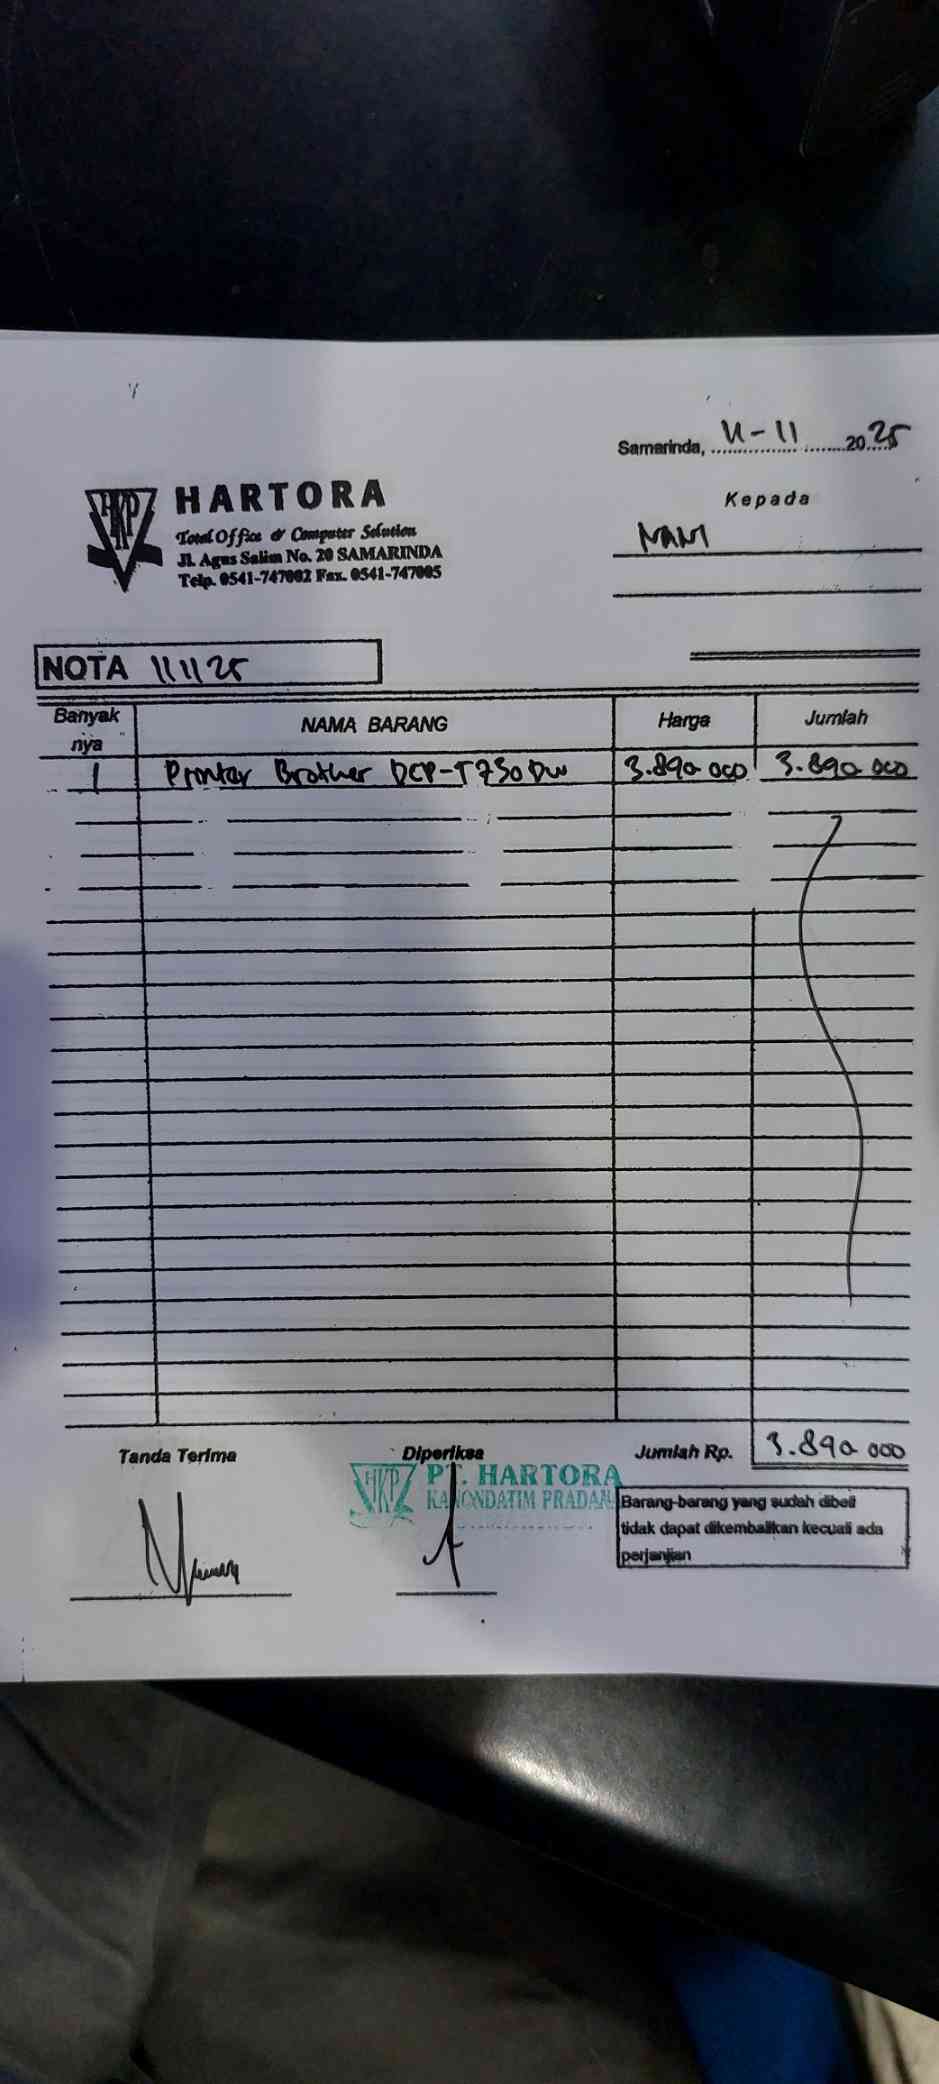 Samarinda, 11-11 2025
HKP
HARTORA
Total Office & Computer Solution
Jl. Agus Salim No. 20 SAMARINDA
Telp. 0541-747002 Fax. 0541-747005
Kepada
NOTA 111125
Banyak nya NAMA BARANG Harga Jumlah
1 Printer Brother DCP-T730DW 3.890 000 3.890 000
Tanda Terima Diperiksa Jumlah Rp. 3.890 000
HKP PT. HARTORA
Barang-barang yang sudah dibeli
tidak dapat dikembalikan kecuali ada
perjanjian